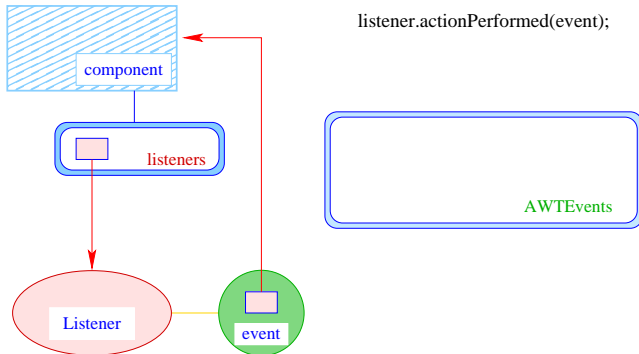 listener.actionPerformed(event);
component
listeners
AWTEvents
Listener
event